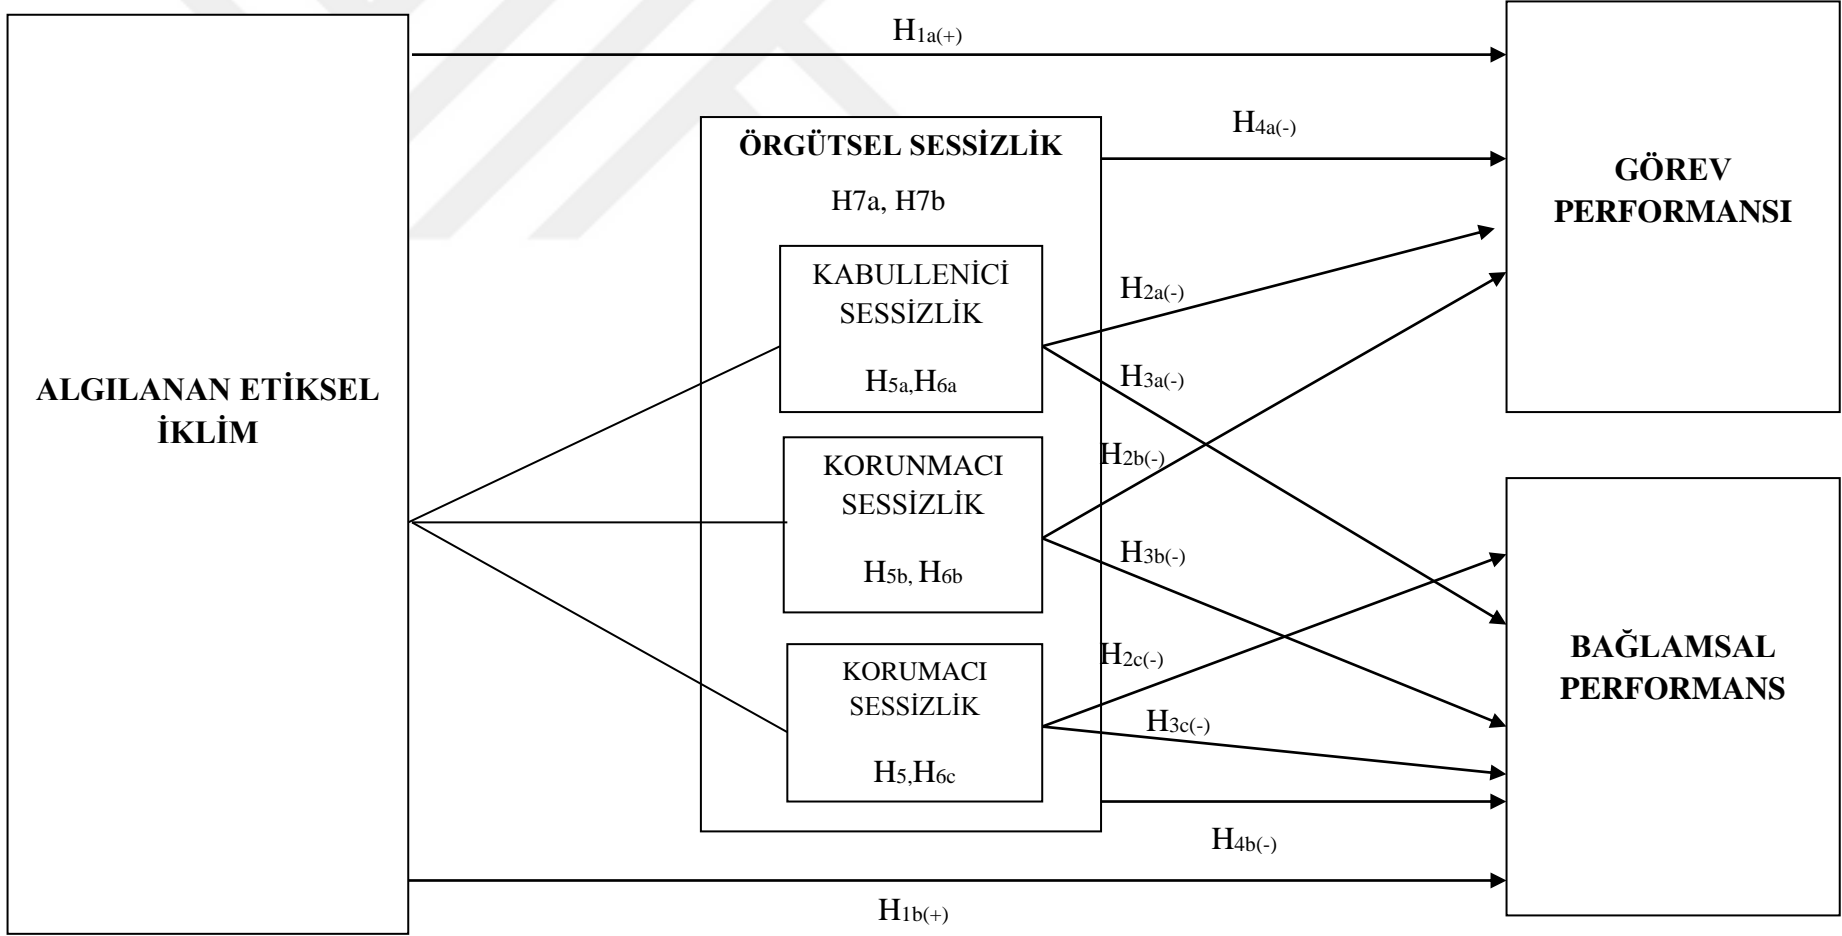 H1a(+)
H4a(-)
ÖRGÜTSEL SESSİZLİK
H7a, H7b
GÖREV
PERFORMANSI
KABULLENİCİ
SESSİZLİK
H5a,H6a
H2a(-)
H3a(-)
ALGILANAN ETİKSEL
İKLİM
KORUNMACI
SESSİZLİK
H5b, H6b
H2b(-)
H3b(-)
KORUMACI
SESSİZLİK
H5,H6c
H2c(-)
H3c(-)
BAĞLAMSAL
PERFORMANS
H4b(-)
H1b(+)